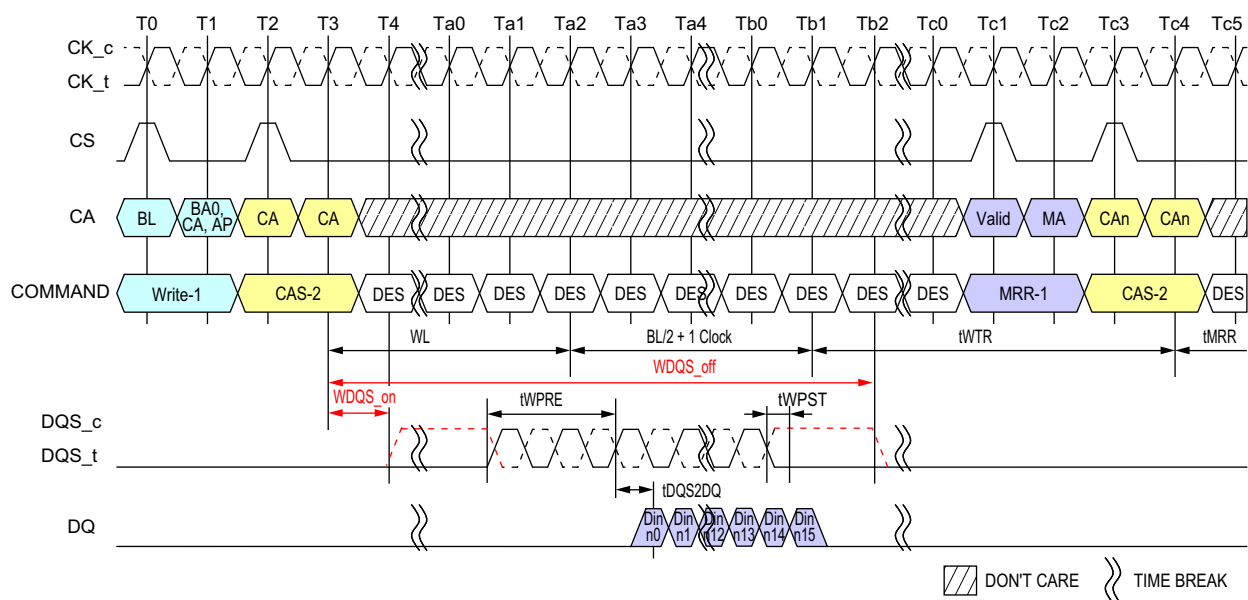 T0 T1 T2 T3 T4 Ta0 Ta1 Ta2 Ta3 Ta4 Tb0 Tb1 Tb2 Tc0 Tc1 Tc2 Tc3 Tc4 Tc5
CK_c
CK_t
CS
CA BL BA0, CA, AP CA CA Valid MA CAn CAn
COMMAND Write-1 CAS-2 DES DES DES DES DES DES DES DES DES DES MRR-1 CAS-2 DES
WL BL/2 + 1 Clock tWTR tMRR
WDQS_off
WDQS_on tWPRE tWPST
DQS_c
DQS_t
tDQS2DQ
DQ Din n0 Din n1 Din n12 Din n13 Din n14 Din n15
DON'T CARE TIME BREAK